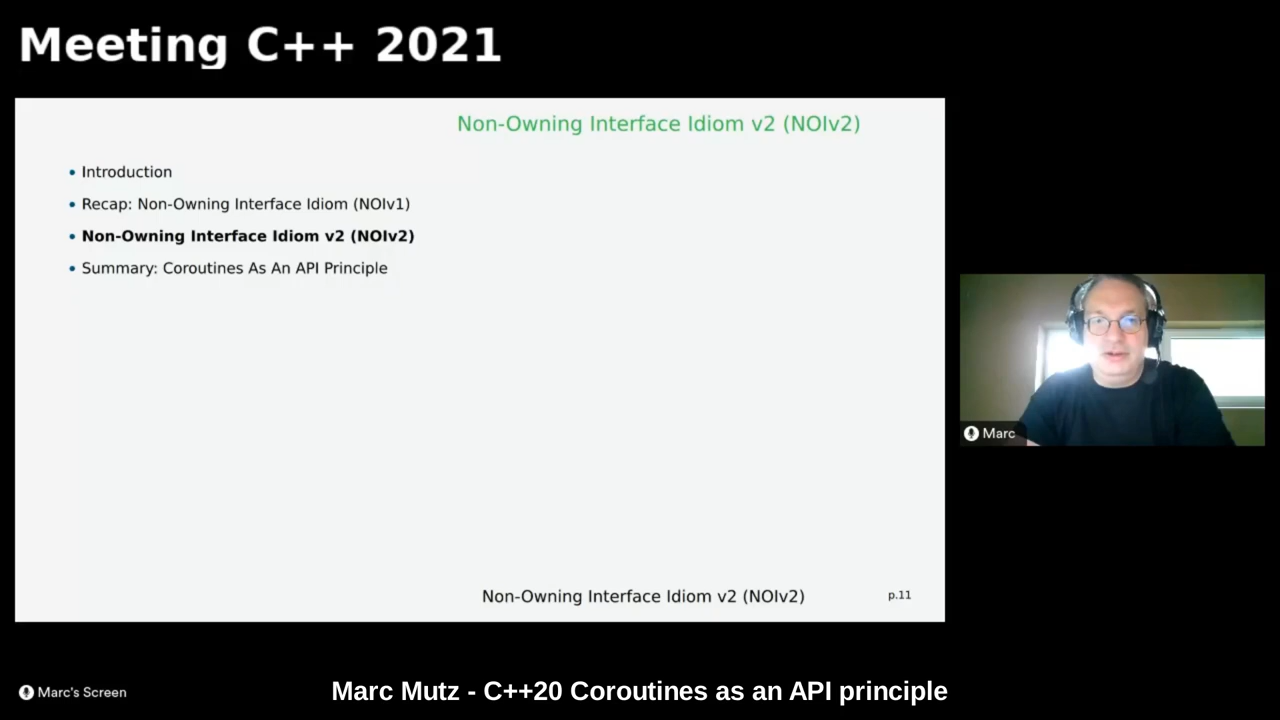 Meeting C++ 2021
Non-Owning Interface Idiom v2 (NOIv2)
• Introduction
• Recap: Non-Owning Interface Idiom (NOIv1)
• Non-Owning Interface Idiom v2 (NOIv2)
• Summary: Coroutines As An API Principle
Marc
Non-Owning Interface Idiom v2 (NOIv2)
p.11
Marc's Screen
Marc Mutz - C++20 Coroutines as an API principle